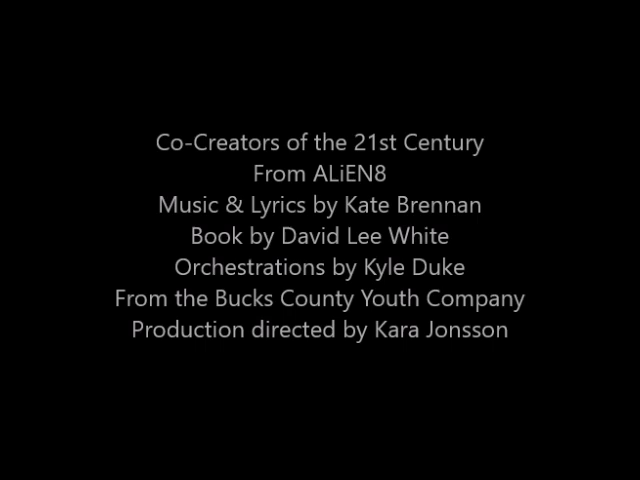 Co-Creators of the 21st Century
From ALiEN8
Music & Lyrics by Kate Brennan
Book by David Lee White
Orchestrations by Kyle Duke
From the Bucks County Youth Company
Production directed by Kara Jonsson